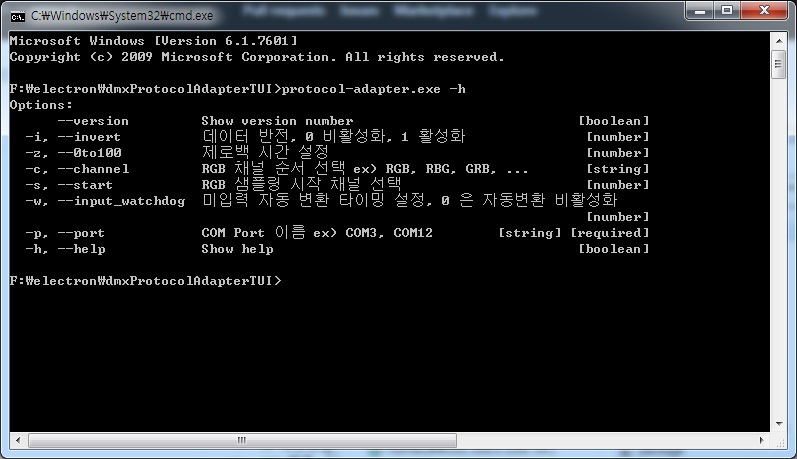 Pull requests Issues Marketplace Explore
C:₩Windows₩System32₩cmd.exe
Microsoft Windows [Version 6.1.7601]
Copyright (c) 2009 Microsoft Corporation. All rights reserved.
F:₩electron₩dmxProtocolAdapterTUI>protocol-adapter.exe -h
Options:
--version Show version number [boolean]
-i, --invert 데이터 반전, 0 비활성화, 1 활성화 [number]
-z, --0to100 제로백 시간 설정 [number]
-c, --channel RGB 채널 순서 선택 ex) RGB, RBG, GRB, ... [string]
-s, --start RGB 샘플링 시작 채널 선택 [number]
-w, --input_watchdog 미입력 자동 변환 타이밍 설정, 0 은 자동변환 비활성화
[number]
-p, --port COM Port 이름 ex) COM3, COM12 [string] [required]
-h, --help Show help [boolean]
F:₩electron₩dmxProtocolAdapterTUI>